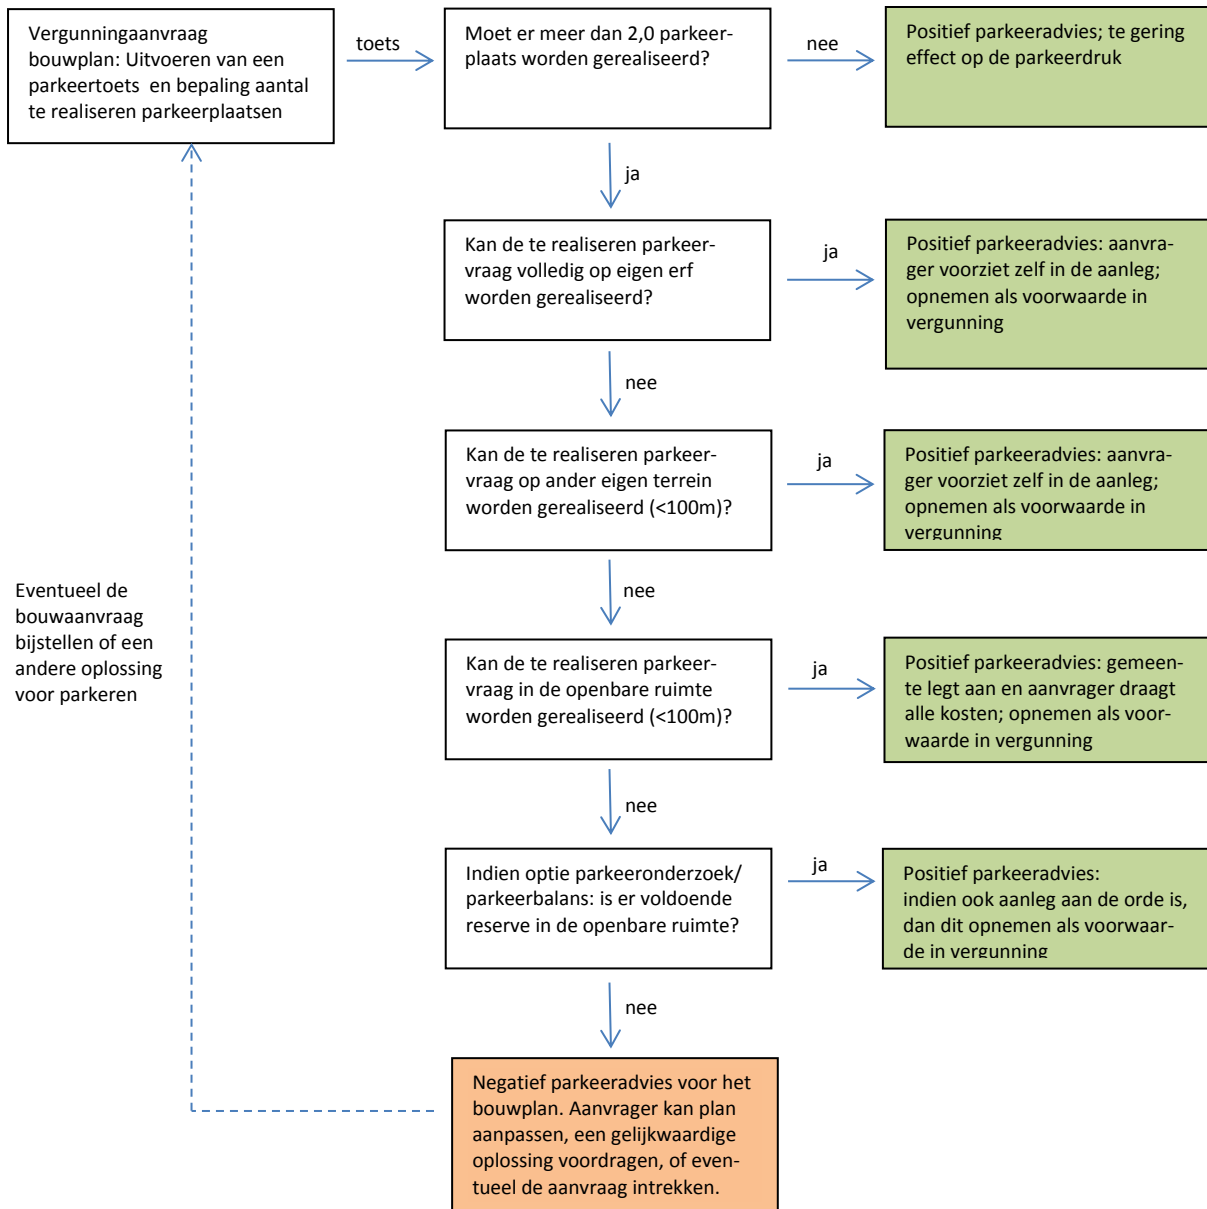 Vergunningaanvraag
bouwplan: Uitvoeren van een
parkeertoets en bepaling aantal
te realiseren parkeerplaatsen
toets
Moet er meer dan 2,0 parkeer-
plaats worden gerealiseerd?
nee
Positief parkeeradvies; te gering
effect op de parkeerdruk
ja
Kan de te realiseren parkeer-
vraag volledig op eigen erf
worden gerealiseerd?
ja
Positief parkeeradvies: aanvra-
ger voorziet zelf in de aanleg;
opnemen als voorwaarde in
vergunning
nee
Kan de te realiseren parkeer-
vraag op ander eigen terrein
worden gerealiseerd (<100m)?
ja
Positief parkeeradvies: aanvra-
ger voorziet zelf in de aanleg;
opnemen als voorwaarde in
vergunning
nee
Eventueel de
bouwaanvraag
bijstellen of een
andere oplossing
voor parkeren
Kan de te realiseren parkeer-
vraag in de openbare ruimte
worden gerealiseerd (<100m)?
ja
Positief parkeeradvies: gemeen-
te legt aan en aanvrager draagt
alle kosten; opnemen als voor-
waarde in vergunning
nee
Indien optie parkeeronderzoek/
parkeerbalans: is er voldoende
reserve in de openbare ruimte?
ja
Positief parkeeradvies:
indien ook aanleg aan de orde is,
dan dit opnemen als voorwaar-
de in vergunning
nee
Negatief parkeeradvies voor het
bouwplan. Aanvrager kan plan
aanpassen, een gelijkwaardige
oplossing voordragen, of even-
tueel de aanvraag intrekken.